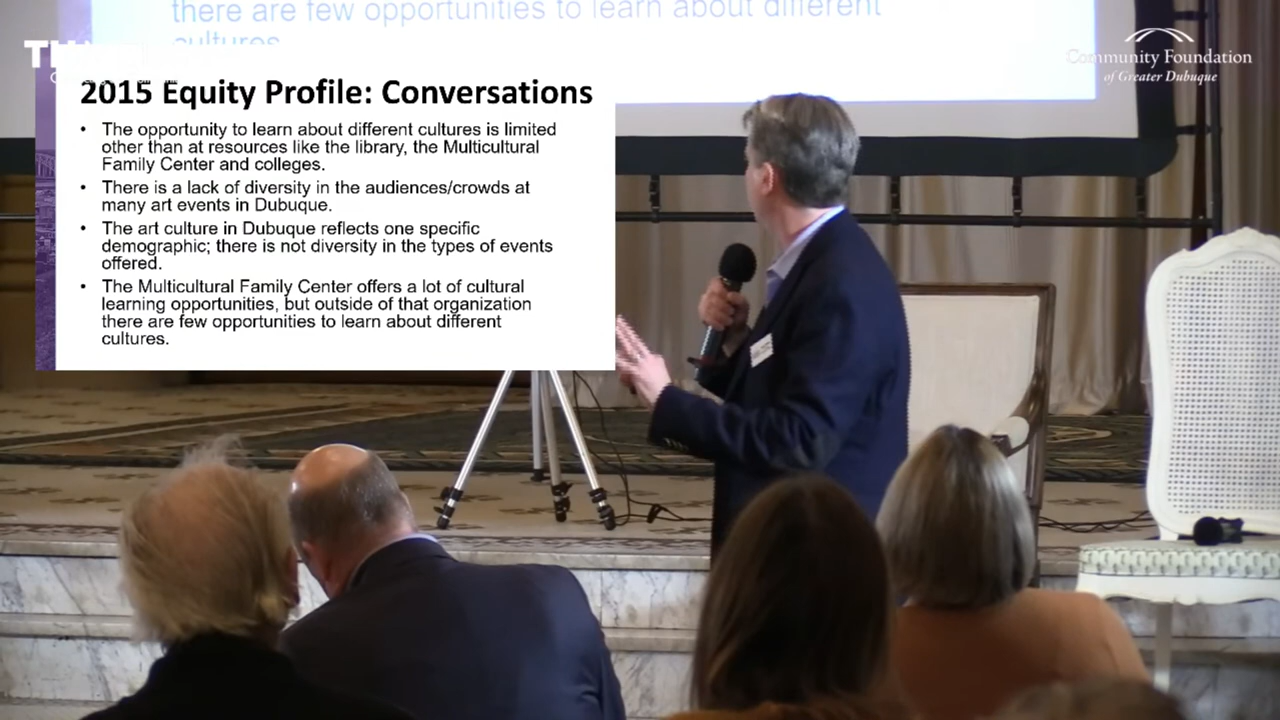 there are few opportunities to learn about different
cultures.
Community Foundation
of Greater Dubuque
2015 Equity Profile: Conversations
• The opportunity to learn about different cultures is limited
other than at resources like the library, the Multicultural
Family Center and colleges.
• There is a lack of diversity in the audiences/crowds at
many art events in Dubuque.
• The art culture in Dubuque reflects one specific
demographic; there is not diversity in the types of events
offered.
• The Multicultural Family Center offers a lot of cultural
learning opportunities, but outside of that organization
there are few opportunities to learn about different
cultures.